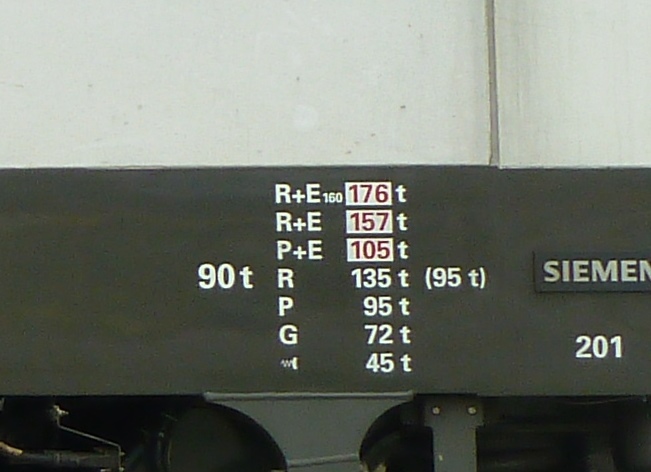 R+E160 176 t
R+E 157 t
P+E 105 t
90 t R 135 t (95 t)
P 95 t
G 72 t
45 t
SIEMEN
201